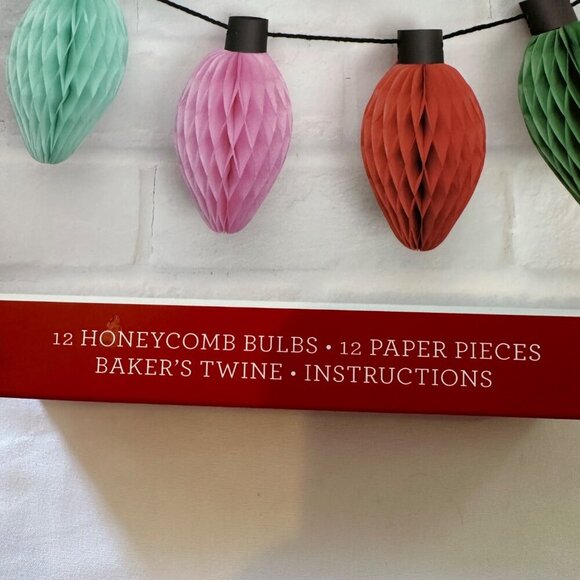 12 HONEYCOMB BULBS • 12 PAPER PIECES
BAKER'S TWINE • INSTRUCTIONS